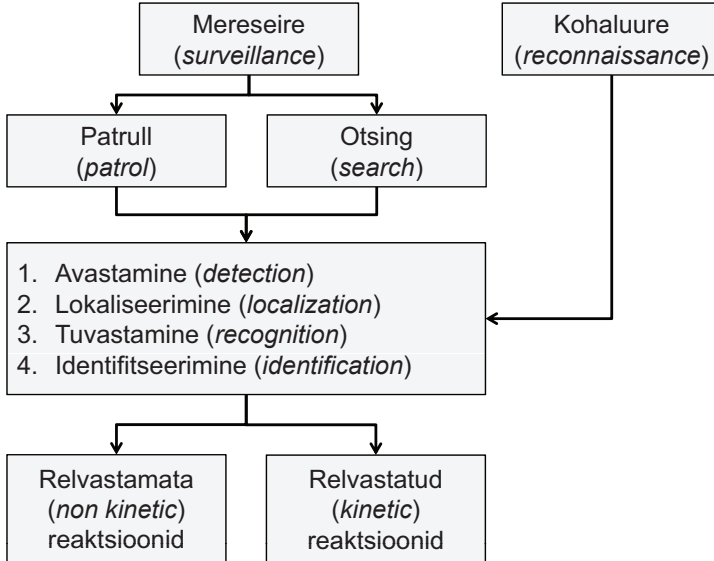 Mereseire
(surveillance)
Kohaluure
(reconnaissance)
Patrull
(patrol)
Otsing
(search)
1. Avastamine (detection)
2. Lokaliseerimine (localization)
3. Tuvastamine (recognition)
4. Identifitseerimine (identification)
Relvastamata
(non kinetic)
reaktsioonid
Relvastatud
(kinetic)
reaktsioonid